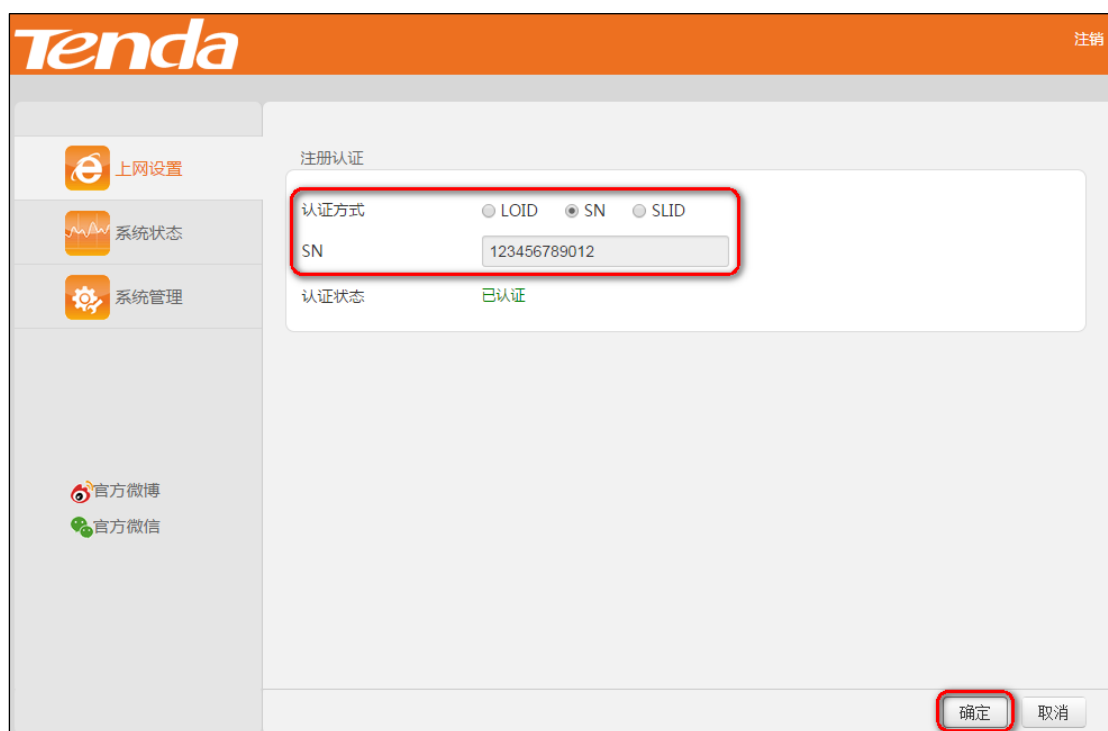 Tenda
注销
上网设置
系统状态
系统管理
注册认证
认证方式 LOID SN SLID
SN 123456789012
认证状态 已认证
官方微博
官方微信
确定 取消